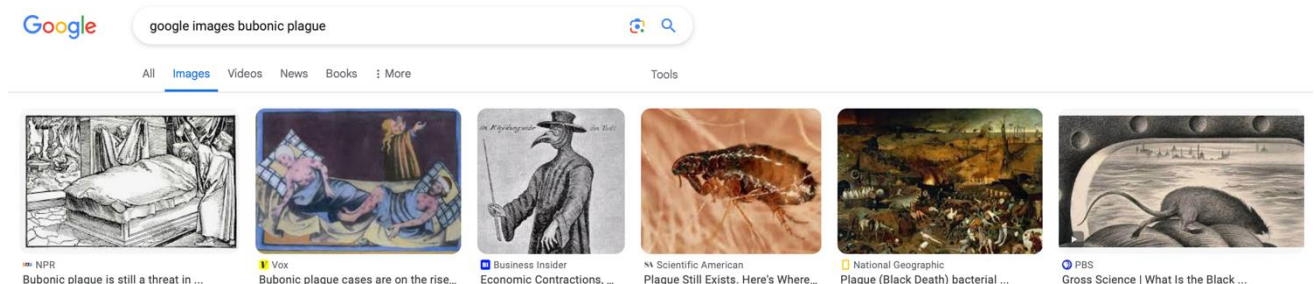 Google
google images bubonic plague
All Images Videos News Books More Tools
NPR
Bubonic plague is still a threat in ...
Vox
Bubonic plague cases are on the rise...
Business Insider
Economic Contractions, ...
Scientific American
Plague Still Exists. Here's Where...
National Geographic
Plague (Black Death) bacterial ...
PBS
Gross Science | What Is the Black ...